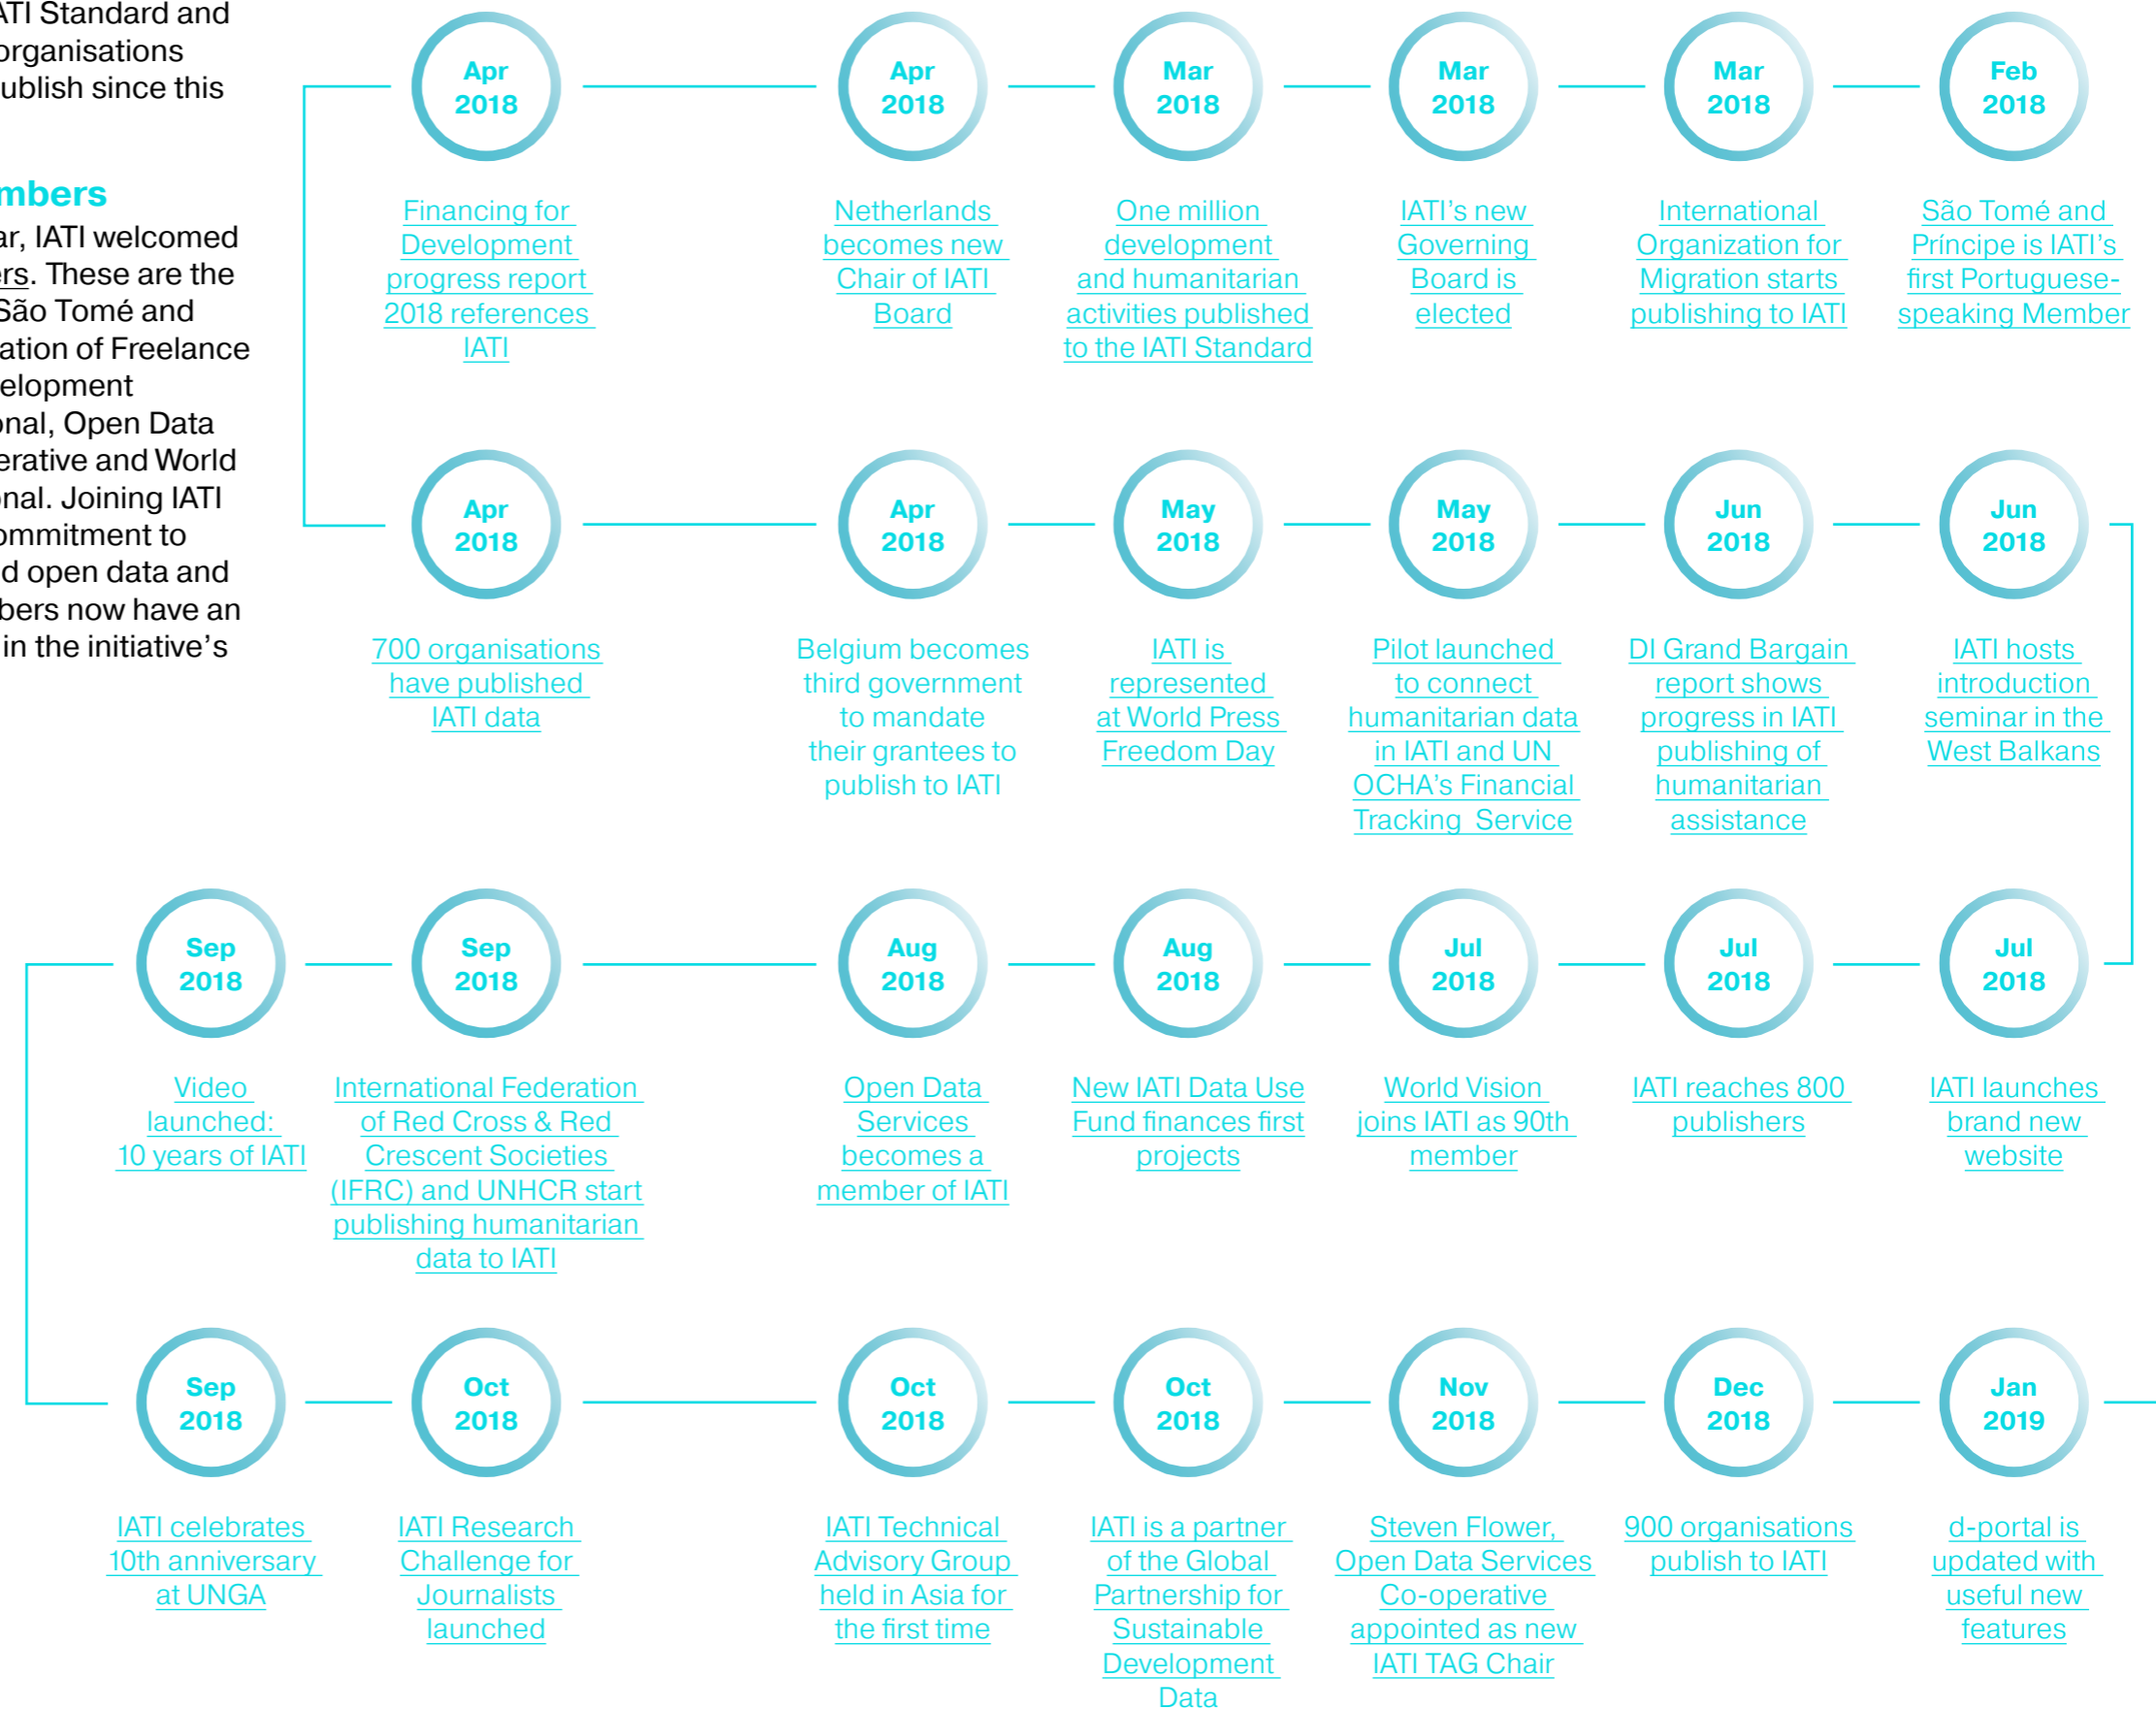 ATI Standard and
organisations
ublish since this
mbers
ar, IATI welcomed
ers. These are the
São Tomé and
ation of Freelance
elopment
onal, Open Data
erative and World
onal. Joining IATI
ommitment to
d open data and
bers now have an
in the initiative's
Apr
2018
Financing for
Development
progress report
2018 references
IATI
Apr
2018
Netherlands
becomes new
Chair of IATI
Board
Mar
2018
One million
development
and humanitarian
activities published
to the IATI Standard
Mar
2018
IATI's new
Governing
Board is
elected
Mar
2018
International
Organization for
Migration starts
publishing to IATI
Feb
2018
São Tomé and
Príncipe is IATI's
first Portuguese-
speaking Member
Apr
2018
700 organisations
have published
IATI data
Apr
2018
Belgium becomes
third government
to mandate
their grantees to
publish to IATI
May
2018
IATI is
represented
at World Press
Freedom Day
May
2018
Pilot launched
to connect
humanitarian data
in IATI and UN
OCHA's Financial
Tracking Service
Jun
2018
DI Grand Bargain
report shows
progress in IATI
publishing of
humanitarian
assistance
Jun
2018
IATI hosts
introduction
seminar in the
West Balkans
Sep
2018
Video
launched:
10 years of IATI
Sep
2018
International Federation
of Red Cross & Red
Crescent Societies
(IFRC) and UNHCR start
publishing humanitarian
data to IATI
Aug
2018
Open Data
Services
becomes a
member of IATI
Aug
2018
New IATI Data Use
Fund finances first
projects
Jul
2018
World Vision
joins IATI as 90th
member
Jul
2018
IATI reaches 800
publishers
Jul
2018
IATI launches
brand new
website
Sep
2018
IATI celebrates
10th anniversary
at UNGA
Oct
2018
IATI Research
Challenge for
Journalists
launched
Oct
2018
IATI Technical
Advisory Group
held in Asia for
the first time
Oct
2018
IATI is a partner
of the Global
Partnership for
Sustainable
Development
Data
Nov
2018
Steven Flower,
Open Data Services
Co-operative
appointed as new
IATI TAG Chair
Dec
2018
900 organisations
publish to IATI
Jan
2019
d-portal is
updated with
useful new
features